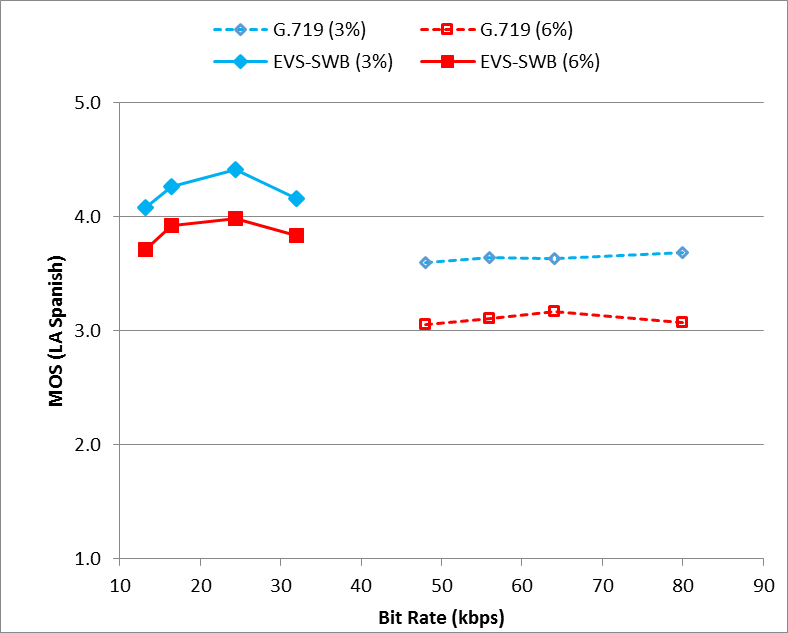 G.719 (3%) G.719 (6%)
EVS-SWB (3%) EVS-SWB (6%)
5.0
4.0
3.0
2.0
1.0
MOS (LA Spanish)
10 20 30 40 50 60 70 80 90
Bit Rate (kbps)